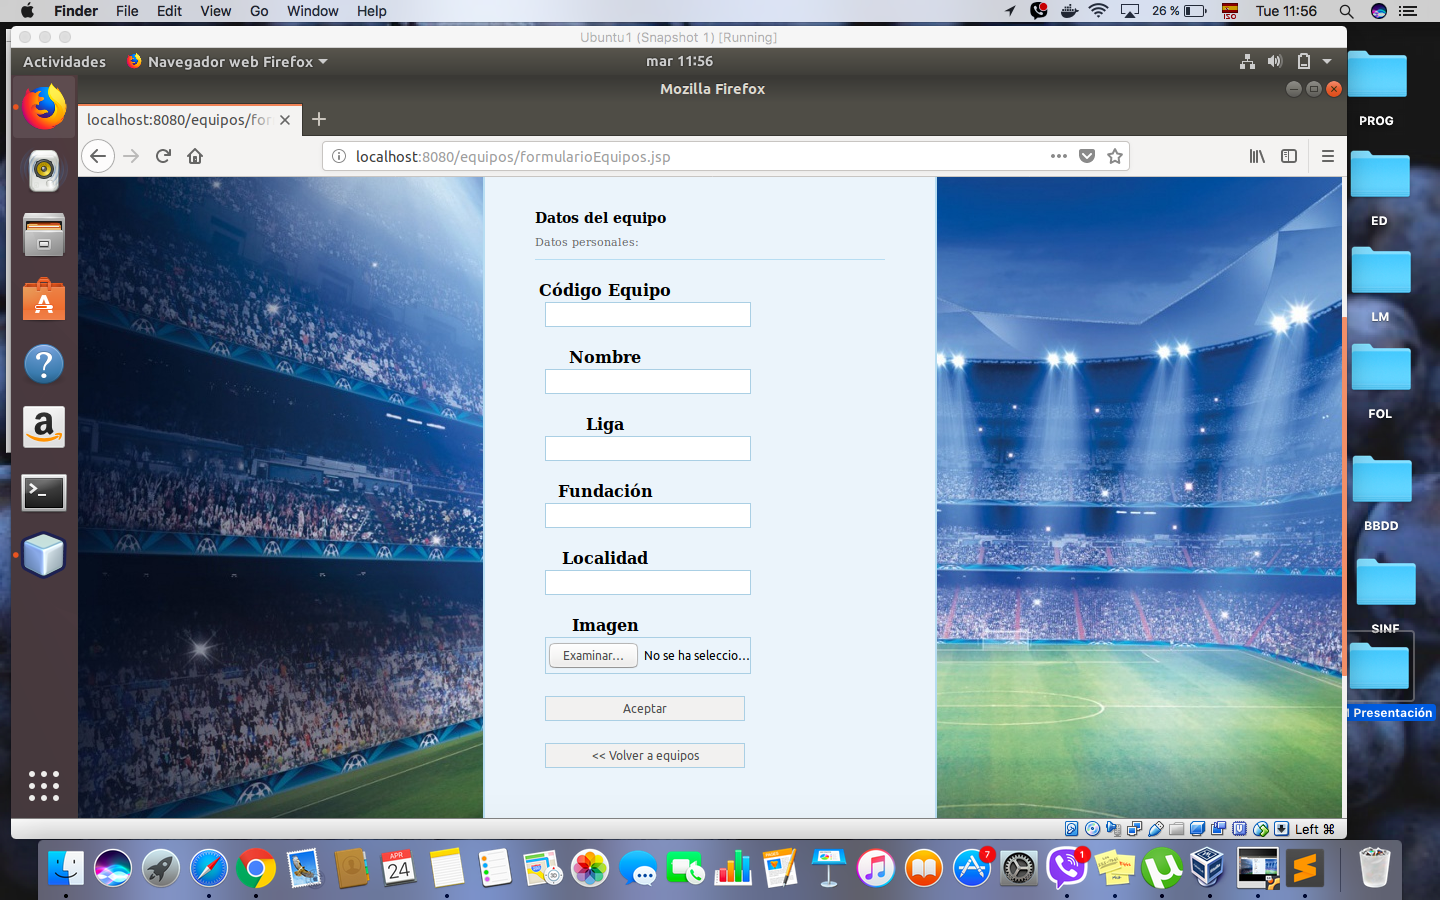 Finder File Edit View Go Window Help 26 % ISO Tue 11:56
Ubuntu1 (Snapshot 1) [Running]
Actividades Navegador web Firefox mar 11:56
Mozilla Firefox
localhost:8080/equipos/for
localhost:8080/equipos/formularioEquipos.jsp
Datos del equipo
Datos personales:
Código Equipo
Nombre
Liga
Fundación
Localidad
Imagen
Examinar... No se ha seleccio...
Aceptar
<< Volver a equipos
PROG
ED
LM
FOL
BBDD
SINF
Presentación
Left ⌘
APR
24
7
1